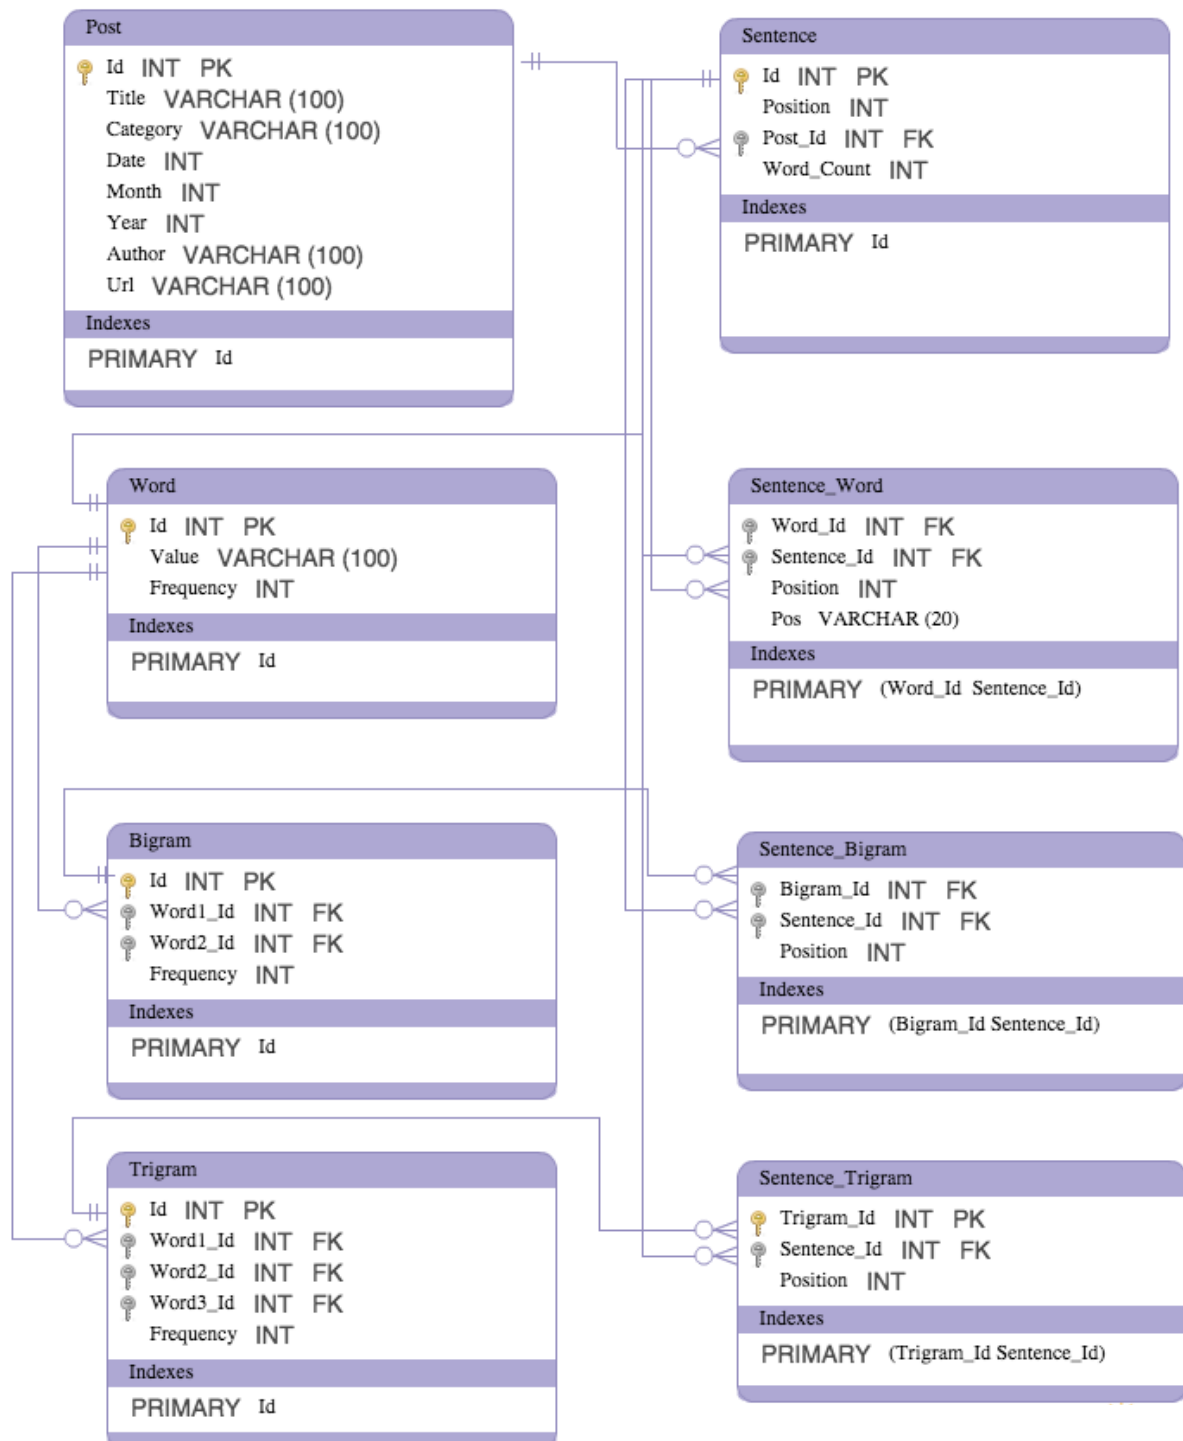 Post
Id INT PK
Title VARCHAR (100)
Category VARCHAR (100)
Date INT
Month INT
Year INT
Author VARCHAR (100)
Url VARCHAR (100)
Indexes
PRIMARY Id
Sentence
Id INT PK
Position INT
Post_Id INT FK
Word_Count INT
Indexes
PRIMARY Id
Word
Id INT PK
Value VARCHAR (100)
Frequency INT
Indexes
PRIMARY Id
Sentence_Word
Word_Id INT FK
Sentence_Id INT FK
Position INT
Pos VARCHAR (20)
Indexes
PRIMARY (Word_Id Sentence_Id)
Bigram
Id INT PK
Word1_Id INT FK
Word2_Id INT FK
Frequency INT
Indexes
PRIMARY Id
Sentence_Bigram
Bigram_Id INT FK
Sentence_Id INT FK
Position INT
Indexes
PRIMARY (Bigram_Id Sentence_Id)
Trigram
Id INT PK
Word1_Id INT FK
Word2_Id INT FK
Word3_Id INT FK
Frequency INT
Indexes
PRIMARY Id
Sentence_Trigram
Trigram_Id INT PK
Sentence_Id INT FK
Position INT
Indexes
PRIMARY (Trigram_Id Sentence_Id)